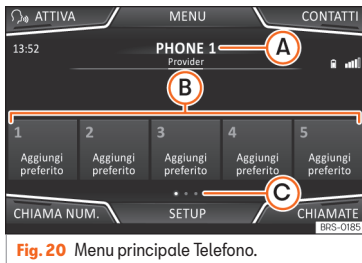 ATTIVA MENU CONTATTI
13:52 PHONE 1 A
Provider
B
1 2 3 4 5
Aggiungi Aggiungi Aggiungi Aggiungi Aggiungi
preferito preferito preferito preferito preferito
C
CHIAMA NUM. SETUP CHIAMATE
BRS-0185
Fig. 20 Menu principale Telefono.